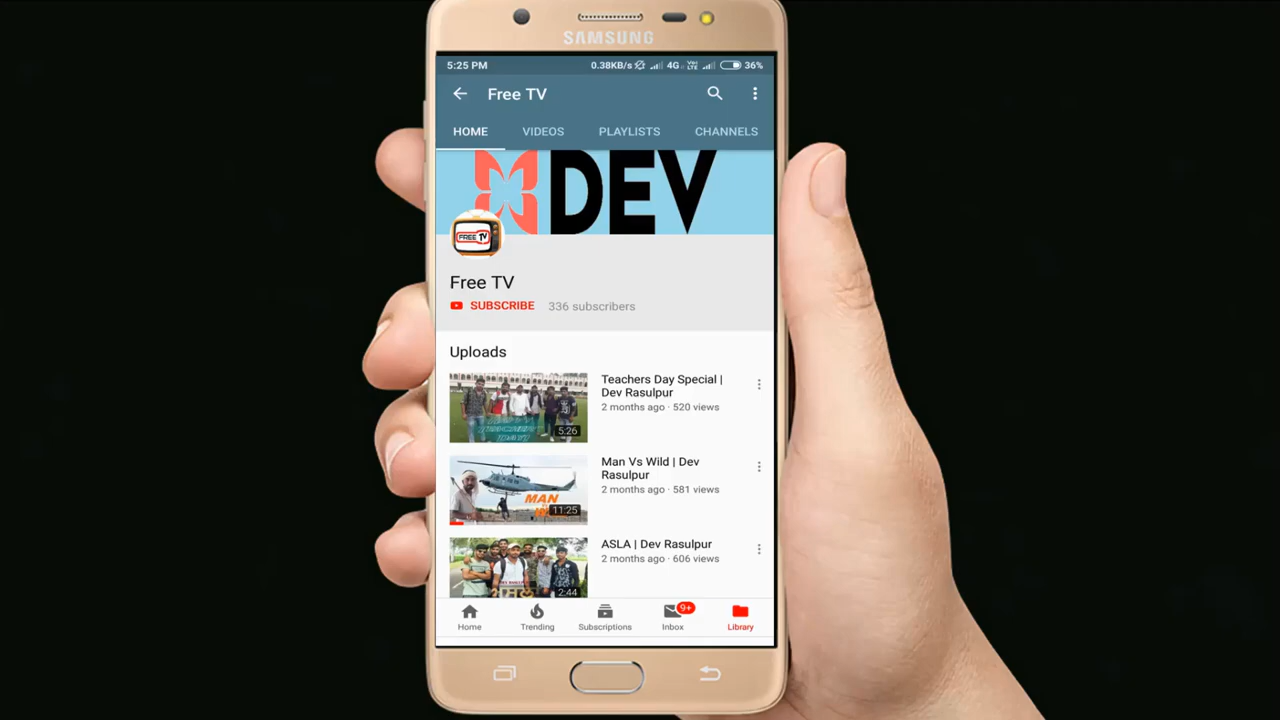 SAMSUNG
5:25 PM 0.38KB/s 4G VoLTE 36%
Free TV
HOME VIDEOS PLAYLISTS CHANNELS
DEV
FREE TV
Free TV
SUBSCRIBE 336 subscribers
Uploads
Teachers Day Special |
Dev Rasulpur
2 months ago · 520 views
5:26
Man Vs Wild | Dev
Rasulpur
2 months ago · 581 views
MAN
11:25
ASLA | Dev Rasulpur
2 months ago · 606 views
2:44
9+
Home Trending Subscriptions Inbox Library